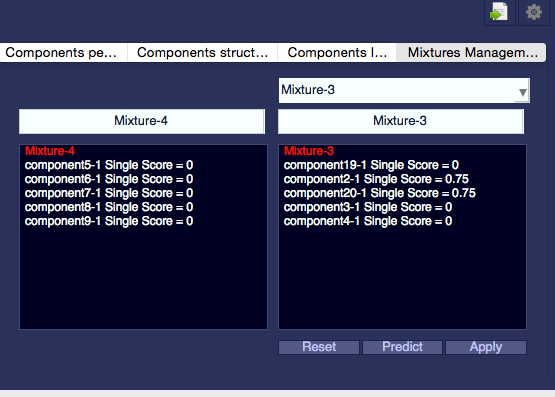 Components pe... Components struct... Components l... Mixtures Managem...
Mixture-3
Mixture-4
Mixture-4
component5-1 Single Score = 0
component6-1 Single Score = 0
component7-1 Single Score = 0
component8-1 Single Score = 0
component9-1 Single Score = 0
Mixture-3
Mixture-3
component19-1 Single Score = 0
component2-1 Single Score = 0.75
component20-1 Single Score = 0.75
component3-1 Single Score = 0
component4-1 Single Score = 0
Reset Predict Apply